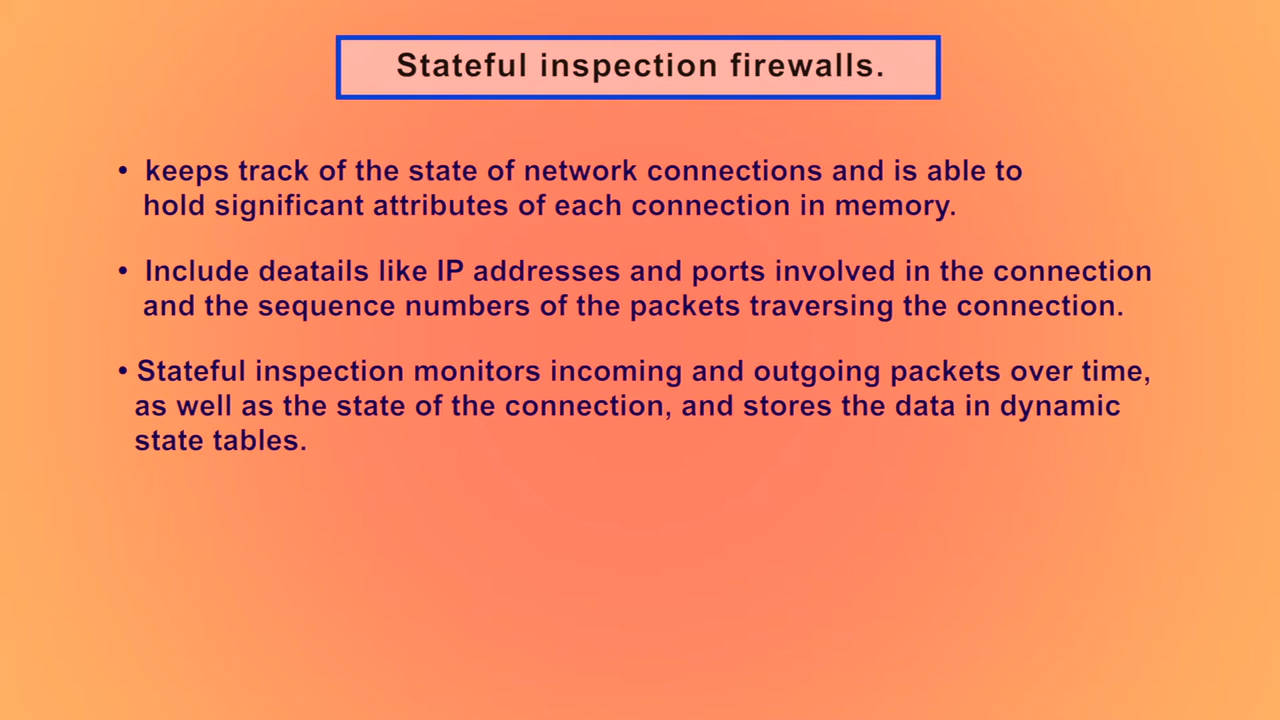 Stateful inspection firewalls.
• keeps track of the state of network connections and is able to
hold significant attributes of each connection in memory.
• Include deatails like IP addresses and ports involved in the connection
and the sequence numbers of the packets traversing the connection.
• Stateful inspection monitors incoming and outgoing packets over time,
as well as the state of the connection, and stores the data in dynamic
state tables.